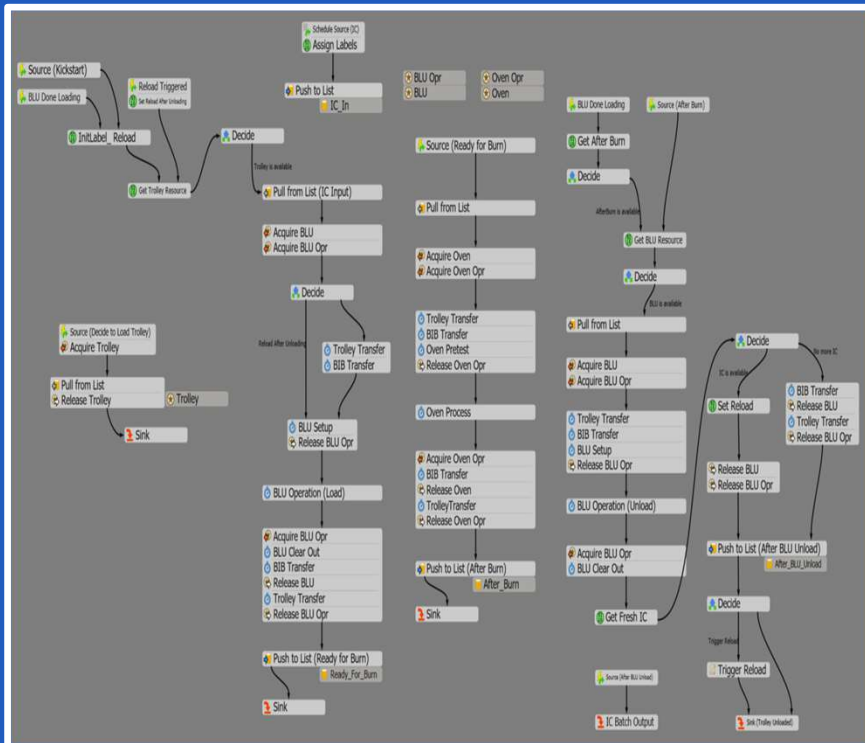 Schedule Source (IC)
Assign Labels
Push to List
IC_In
Source (Kickstart)
BLU Done Loading
Reload Triggered
Set Reload After Unloading
InitLabel_ Reload
Get Trolley Resource
Decide
Trolley is available
Pull from List (IC Input)
Acquire BLU
Acquire BLU Opr
Decide
Reload After Unloading
Trolley Transfer
BIB Transfer
BLU Setup
Release BLU Opr
BLU Operation (Load)
Acquire BLU Opr
BLU Clear Out
BIB Transfer
Release BLU
Trolley Transfer
Release BLU Opr
Push to List (Ready for Burn)
Ready_For_Burn
Sink
Source (Decide to Load Trolley)
Acquire Trolley
Pull from List
Release Trolley
Trolley
Sink
BLU Opr
BLU
Oven Opr
Oven
Source (Ready for Burn)
Pull from List
Acquire Oven
Acquire Oven Opr
Trolley Transfer
BIB Transfer
Oven Pretest
Release Oven Opr
Oven Process
Acquire Oven Opr
BIB Transfer
Release Oven
TrolleyTransfer
Release Oven Opr
Push to List (After Burn)
After_Burn
Sink
BLU Done Loading
Source (After Burn)
Get After Burn
Decide
AfterBurn is available
Get BLU Resource
Decide
BLU is available
Pull from List
Acquire BLU
Acquire BLU Opr
Trolley Transfer
BIB Transfer
BLU Setup
Release BLU Opr
BLU Operation (Unload)
Acquire BLU Opr
BLU Clear Out
Get Fresh IC
Source (After BLU Unload)
IC Batch Output
Decide
IC is available
No more IC
Set Reload
BIB Transfer
Release BLU
Trolley Transfer
Release BLU Opr
Release BLU
Release BLU Opr
Push to List (After BLU Unload)
After_BLU_Unload
Decide
Trigger Reload
Trigger Reload
Sink (Trolley Unloaded)